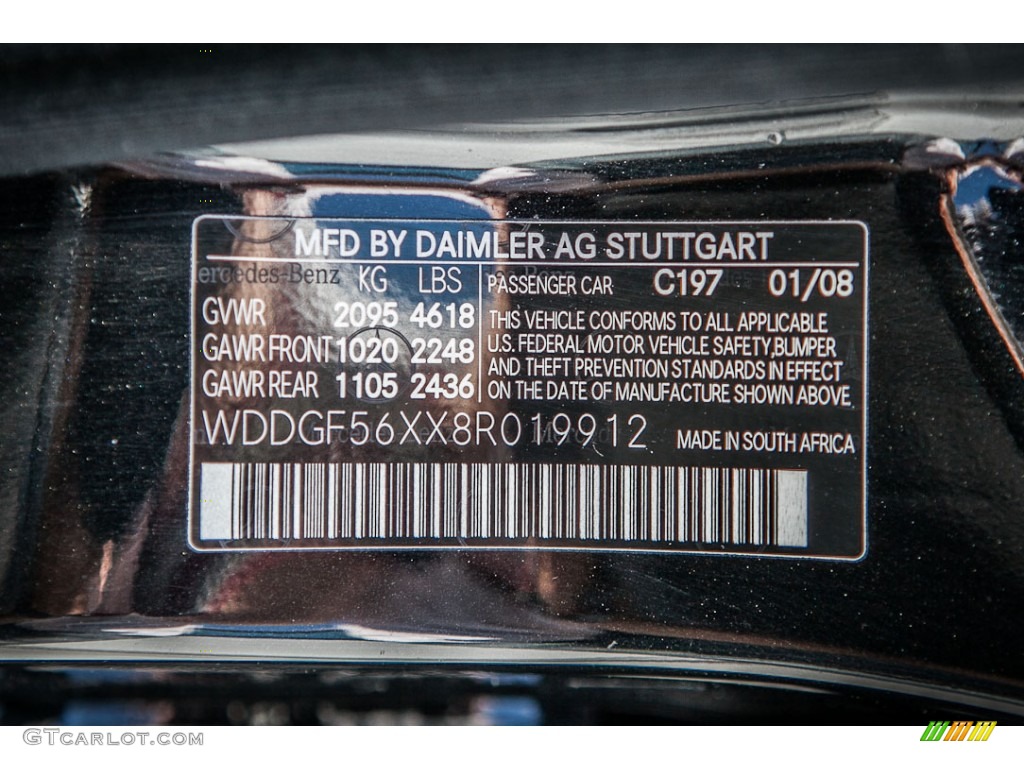 MFD BY DAIMLER AG STUTTGART
Mercedes-Benz KG LBS PASSENGER CAR C197 01/08
GVWR 2095 4618 THIS VEHICLE CONFORMS TO ALL APPLICABLE
GAWR FRONT 1020 2248 U.S. FEDERAL MOTOR VEHICLE SAFETY,BUMPER
AND THEFT PREVENTION STANDARDS IN EFFECT
GAWR REAR 1105 2436 ON THE DATE OF MANUFACTURE SHOWN ABOVE.
WDDGF56XX8R019912 MADE IN SOUTH AFRICA
GTCARLOT.COM